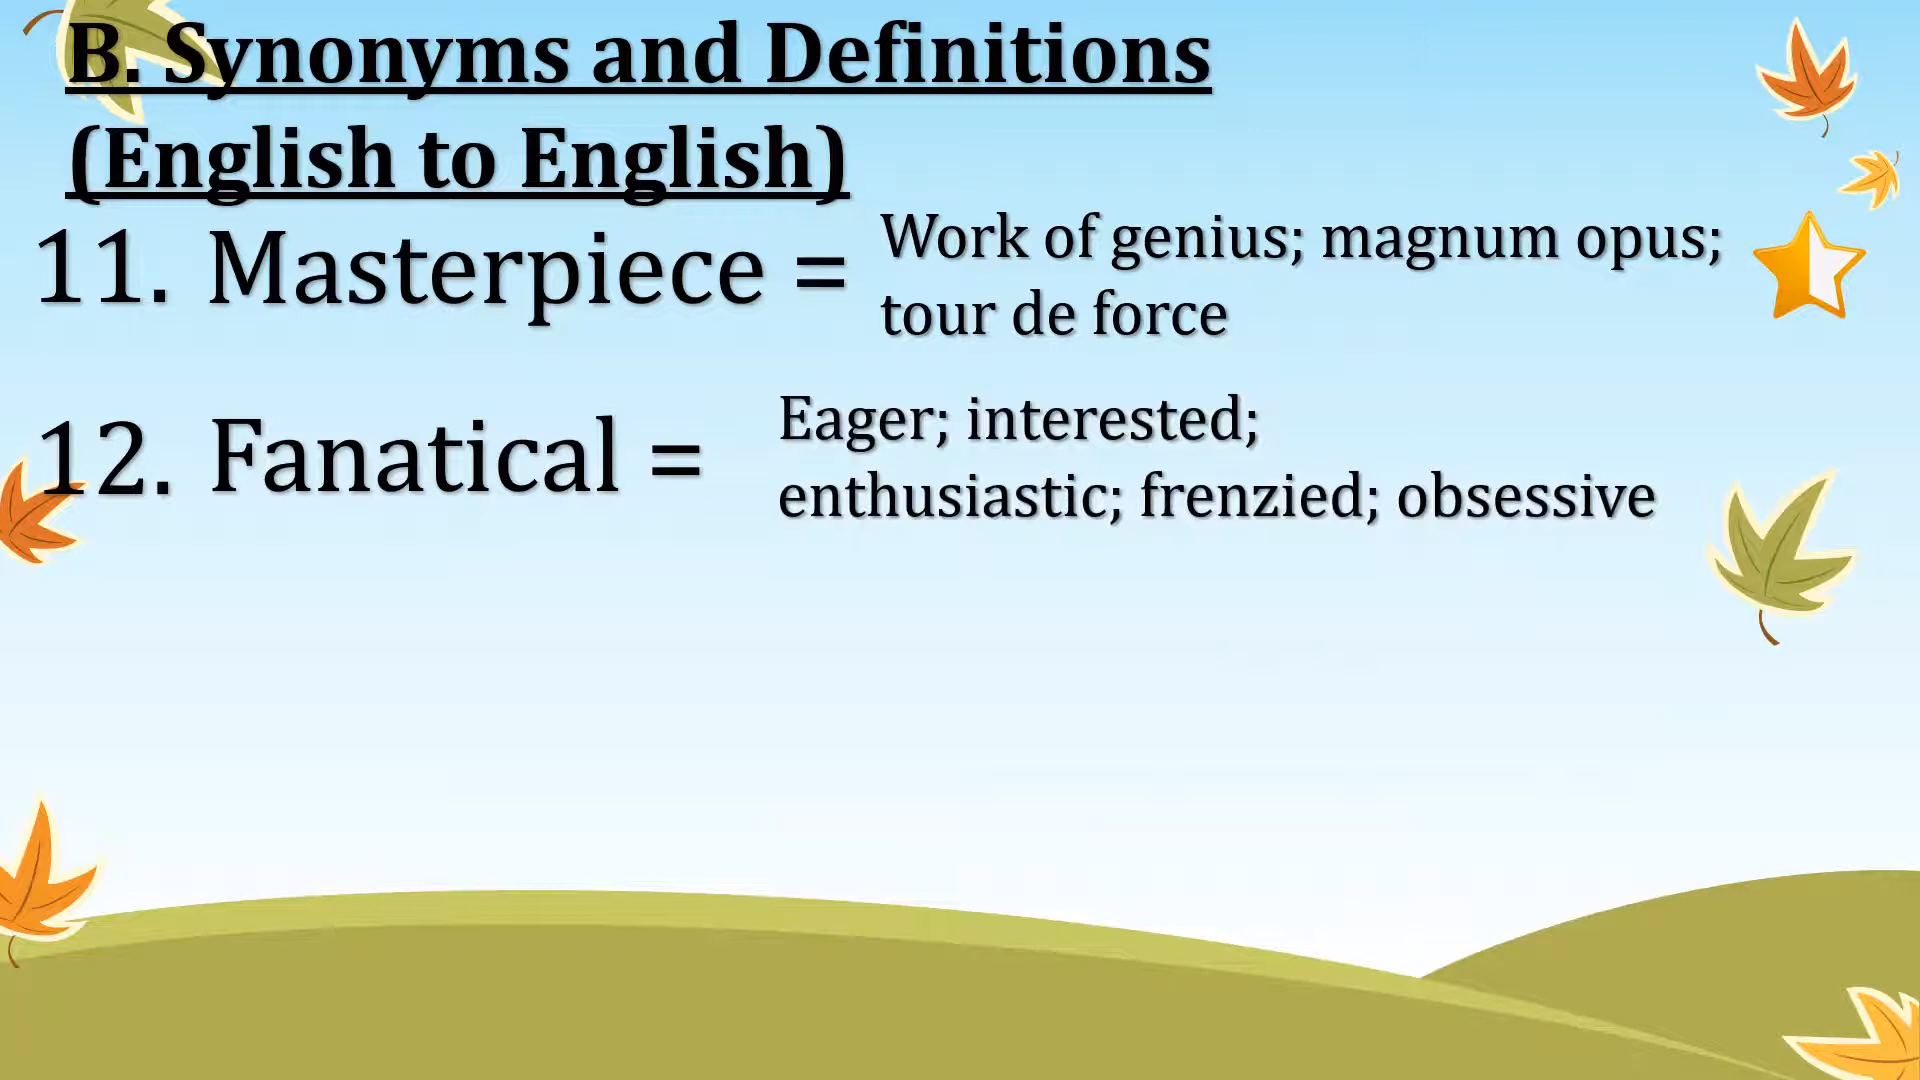 B. Synonyms and Definitions
(English to English)
11. Masterpiece =
Work of genius; magnum opus;
tour de force
12. Fanatical =
Eager; interested;
enthusiastic; frenzied; obsessive